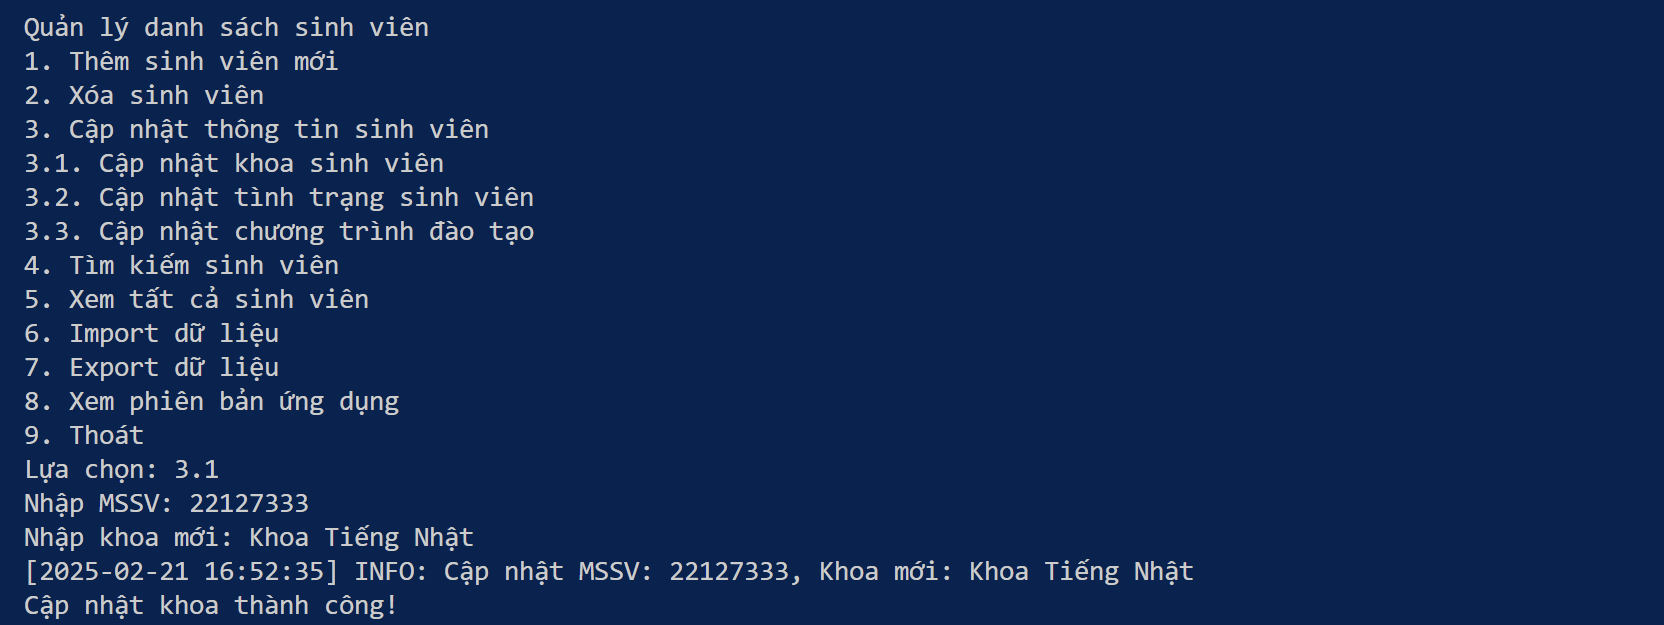 Quản lý danh sách sinh viên
1. Thêm sinh viên mới
2. Xóa sinh viên
3. Cập nhật thông tin sinh viên
3.1. Cập nhật khoa sinh viên
3.2. Cập nhật tình trạng sinh viên
3.3. Cập nhật chương trình đào tạo
4. Tìm kiếm sinh viên
5. Xem tất cả sinh viên
6. Import dữ liệu
7. Export dữ liệu
8. Xem phiên bản ứng dụng
9. Thoát
Lựa chọn: 3.1
Nhập MSSV: 22127333
Nhập khoa mới: Khoa Tiếng Nhật
[2025-02-21 16:52:35] INFO: Cập nhật MSSV: 22127333, Khoa mới: Khoa Tiếng Nhật
Cập nhật khoa thành công!